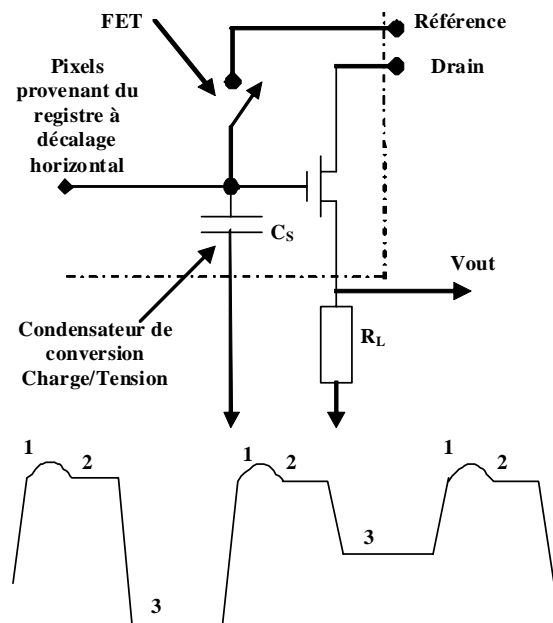 FET
Référence
Pixels
provenant du
registre à
décalage
horizontal
Drain
CS
Vout
Condensateur de
conversion
Charge/Tension
RL
1
2
3
1
2
3
1
2